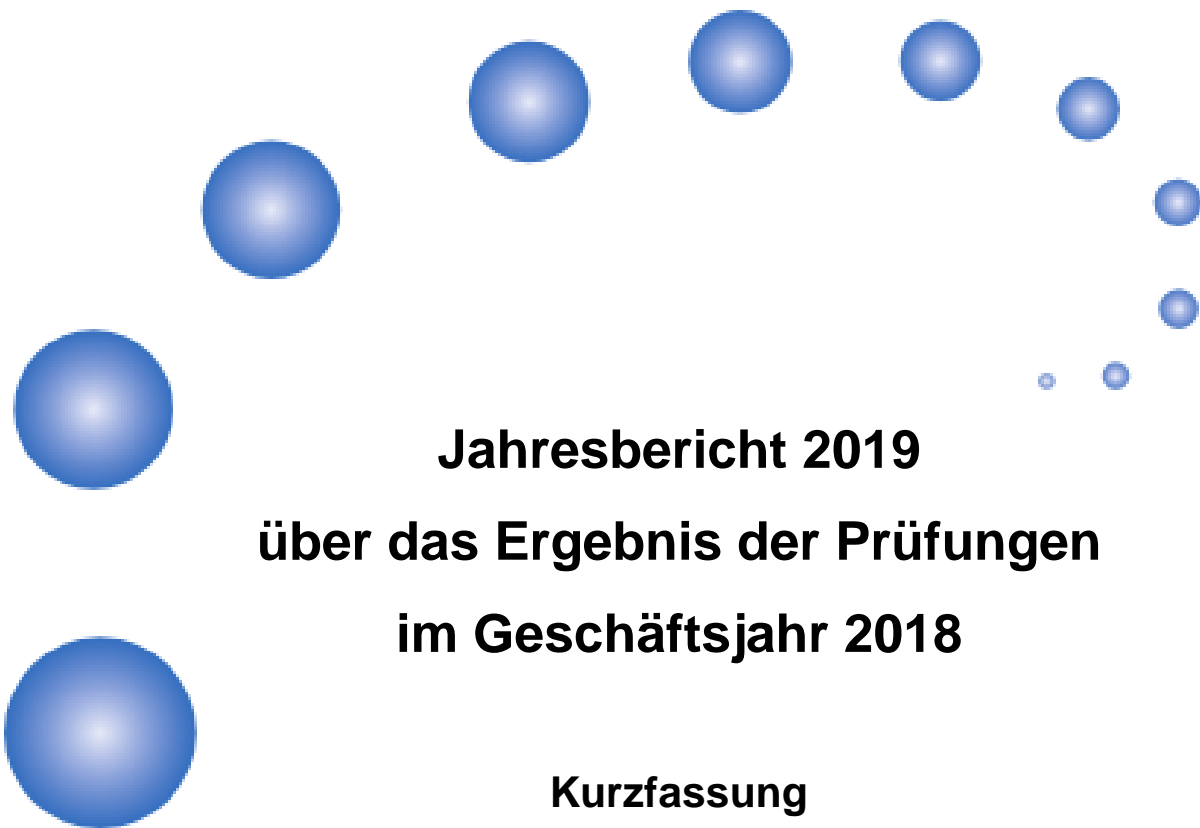 Jahresbericht 2019
über das Ergebnis der Prüfungen
im Geschäftsjahr 2018
Kurzfassung